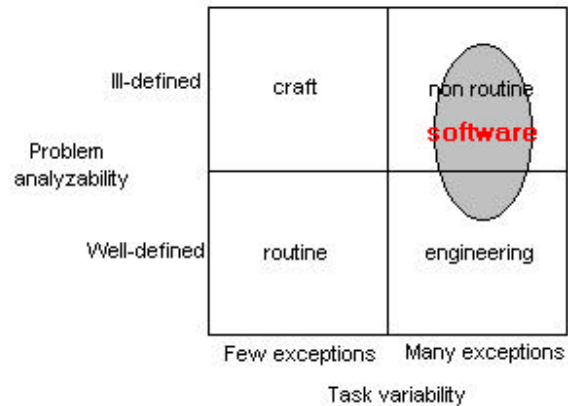 Ill-defined
craft
non routine
software
Problem
analyzability
Well-defined
routine
engineering
Few exceptions
Many exceptions
Task variability